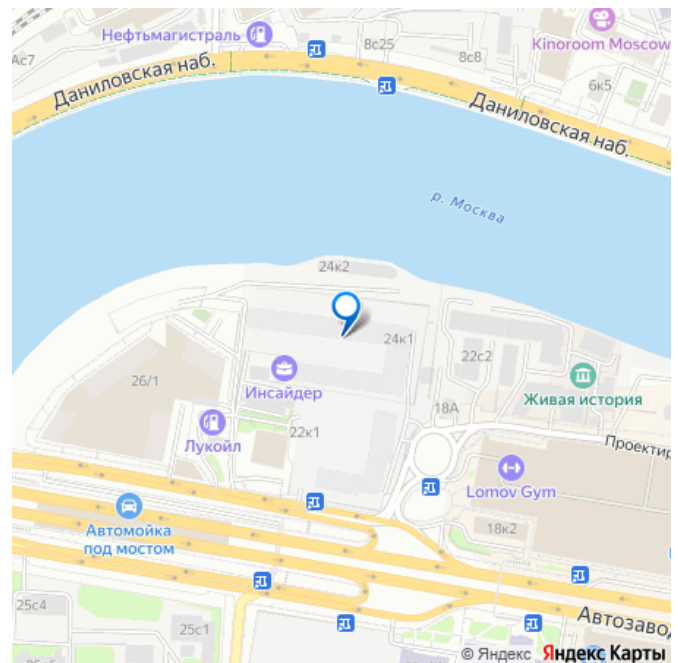 Нефтьмагистраль
8с25
8с8
Kinoroom Moscow
6к5
Даниловская наб.
Даниловская наб.
р. Москва
24к2
24к1
22с2
26/1
Инсайдер
Живая история
18А
Лукойл
22к1
Проектир
Lomov Gym
Автомойка
под мостом
18к2
25с4
25с1
Автозавод
© Яндекс Яндекс Карты